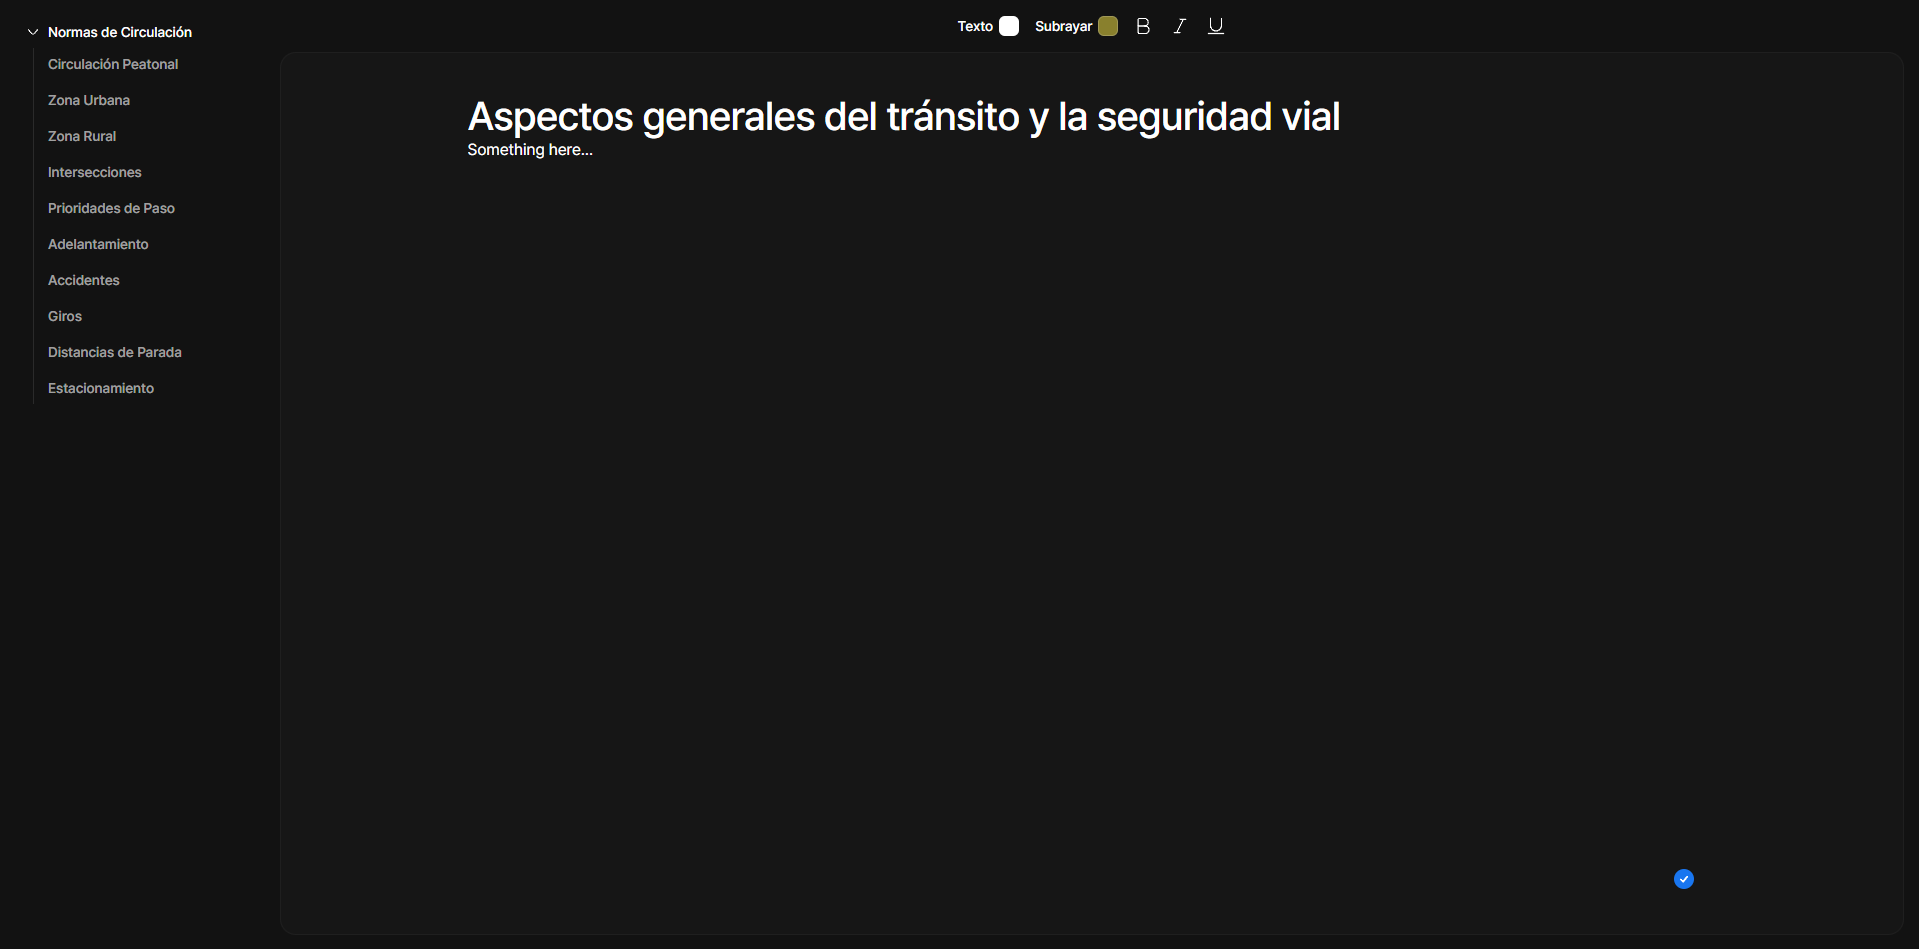 Normas de Circulación
Circulación Peatonal
Zona Urbana
Zona Rural
Intersecciones
Prioridades de Paso
Adelantamiento
Accidentes
Giros
Distancias de Parada
Estacionamiento
Texto Subrayar B I U
Aspectos generales del tránsito y la seguridad vial
Something here...